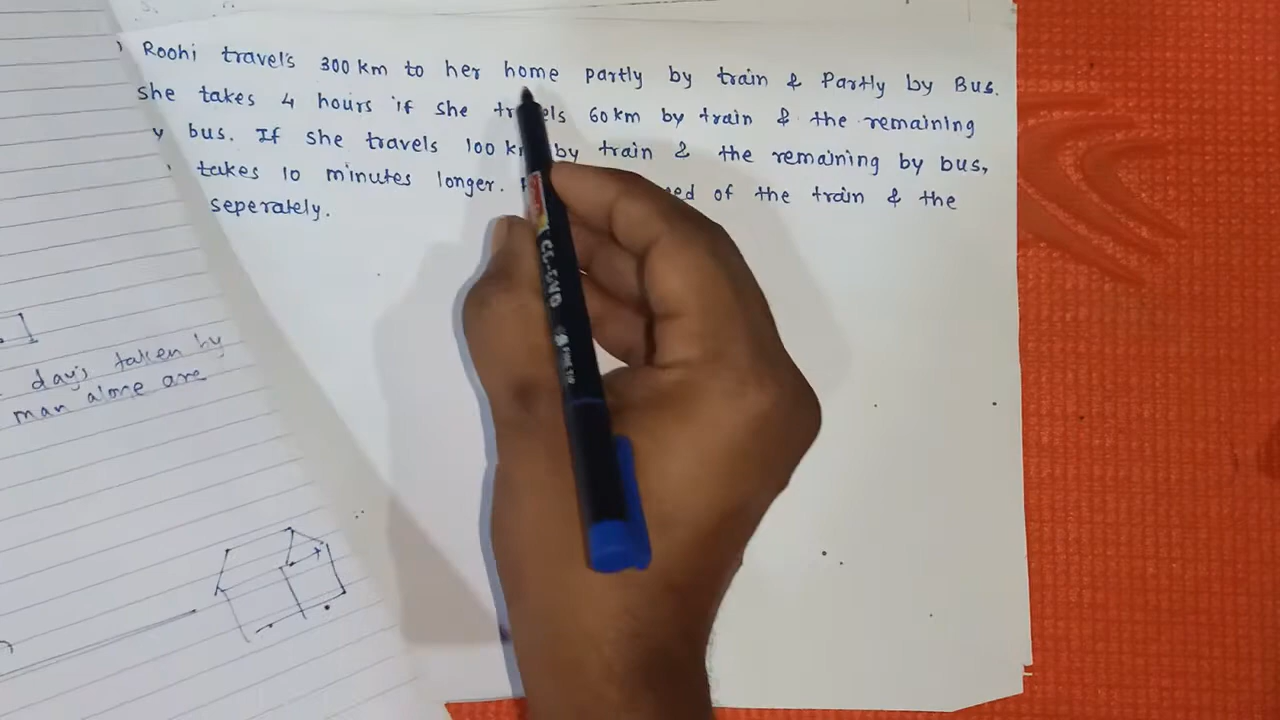 Roohi travel's 300 km to her home partly by train & Partly by Bus.
she takes 4 hours if she travels 60 km by train & the remaining
y bus. If she travels 100 km by train & the remaining by bus,
takes 10 minutes longer. of the train & the
seperately.
days taken by
man alone are